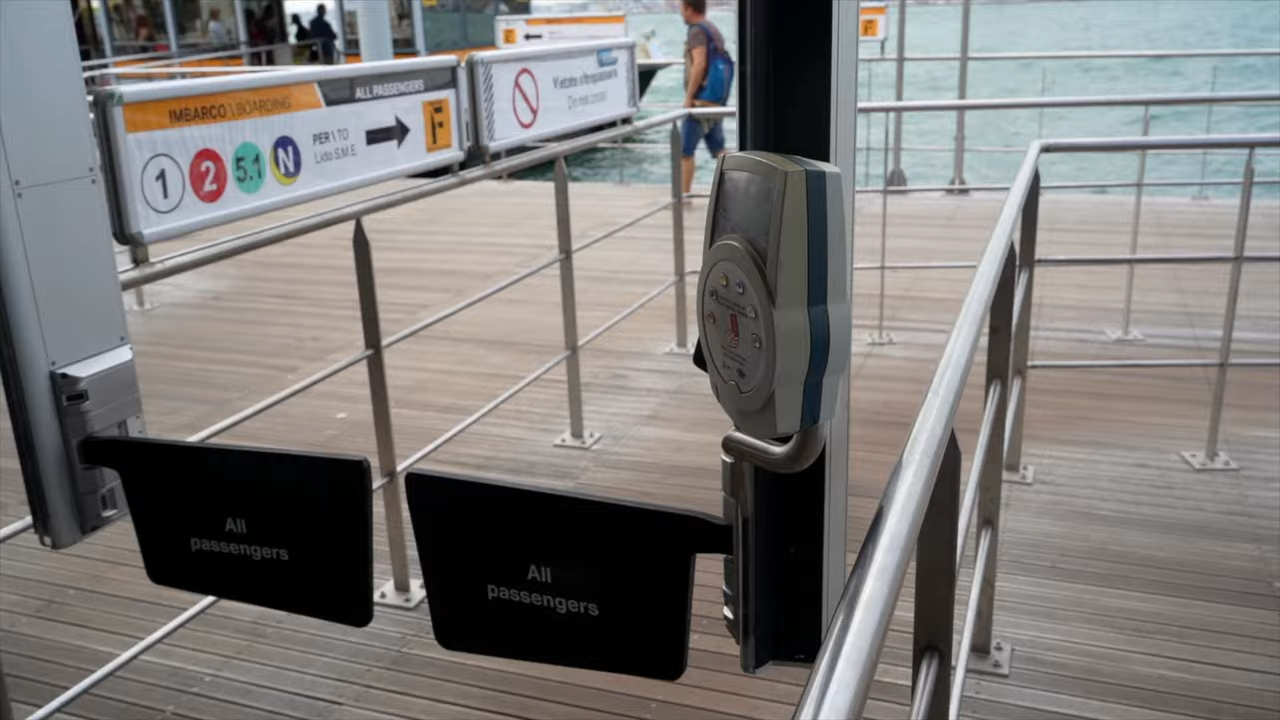 IMBARCO \ BOARDING
ALL PASSENGERS
1 2 5.1 N
PER \ TO
Lido S.M.E.
F
Vietato oltrepassare
Do not cross
All
passengers
All
passengers